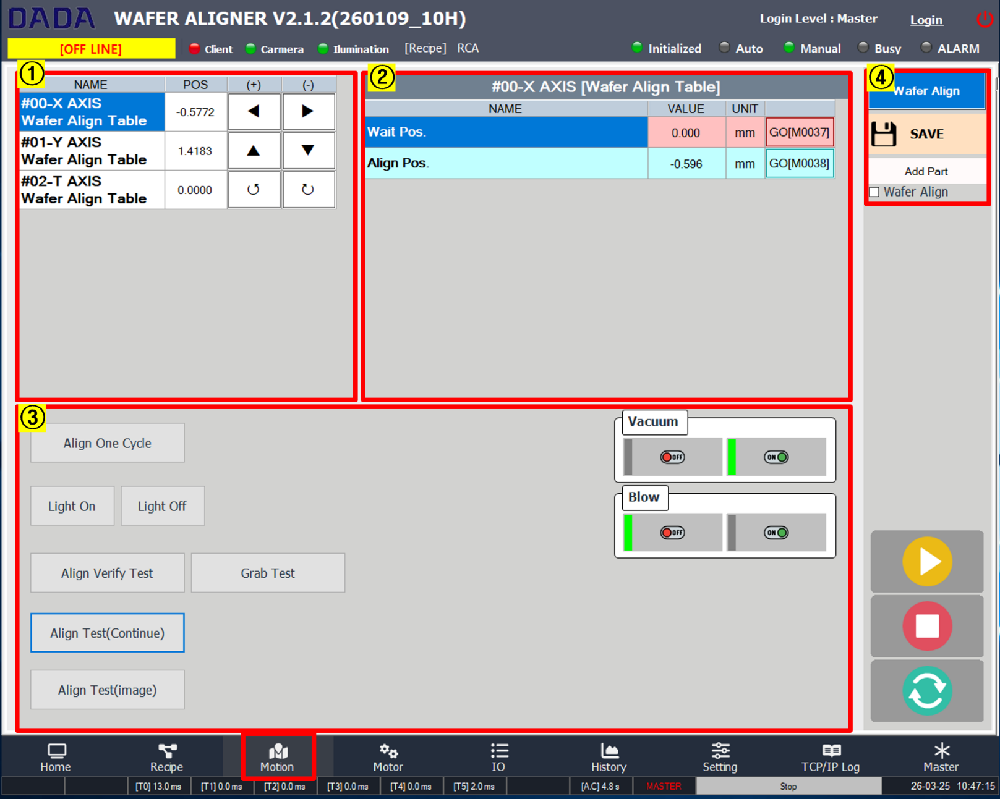 DADA WAFER ALIGNER V2.1.2(260109_10H) Login Level : Master Login
[OFF LINE] Client Carmera Ilumination [Recipe] RCA Initialized Auto Manual Busy ALARM
①
NAME POS (+) (-)
#00-X AXIS
Wafer Align Table -0.5772 ◀ ▶
#01-Y AXIS
Wafer Align Table 1.4183 ▲ ▼
#02-T AXIS
Wafer Align Table 0.0000 ↺ ↻
②
#00-X AXIS [Wafer Align Table]
NAME VALUE UNIT
Wait Pos. 0.000 mm GO[M0037]
Align Pos. -0.596 mm GO[M0038]
④
Wafer Align
SAVE
Add Part
Wafer Align
③
Align One Cycle
Light On Light Off
Align Verify Test Grab Test
Align Test(Continue)
Align Test(image)
Vacuum
OFF ON
Blow
OFF ON
Home Recipe Motion Motor IO History Setting TCP/IP Log Master
[T0] 13.0 ms [T1] 0.0 ms [T2] 0.0 ms [T3] 0.0 ms [T4] 0.0 ms [T5] 2.0 ms [A.C] 4.8 s MASTER Stop 26-03-25 10:47:15